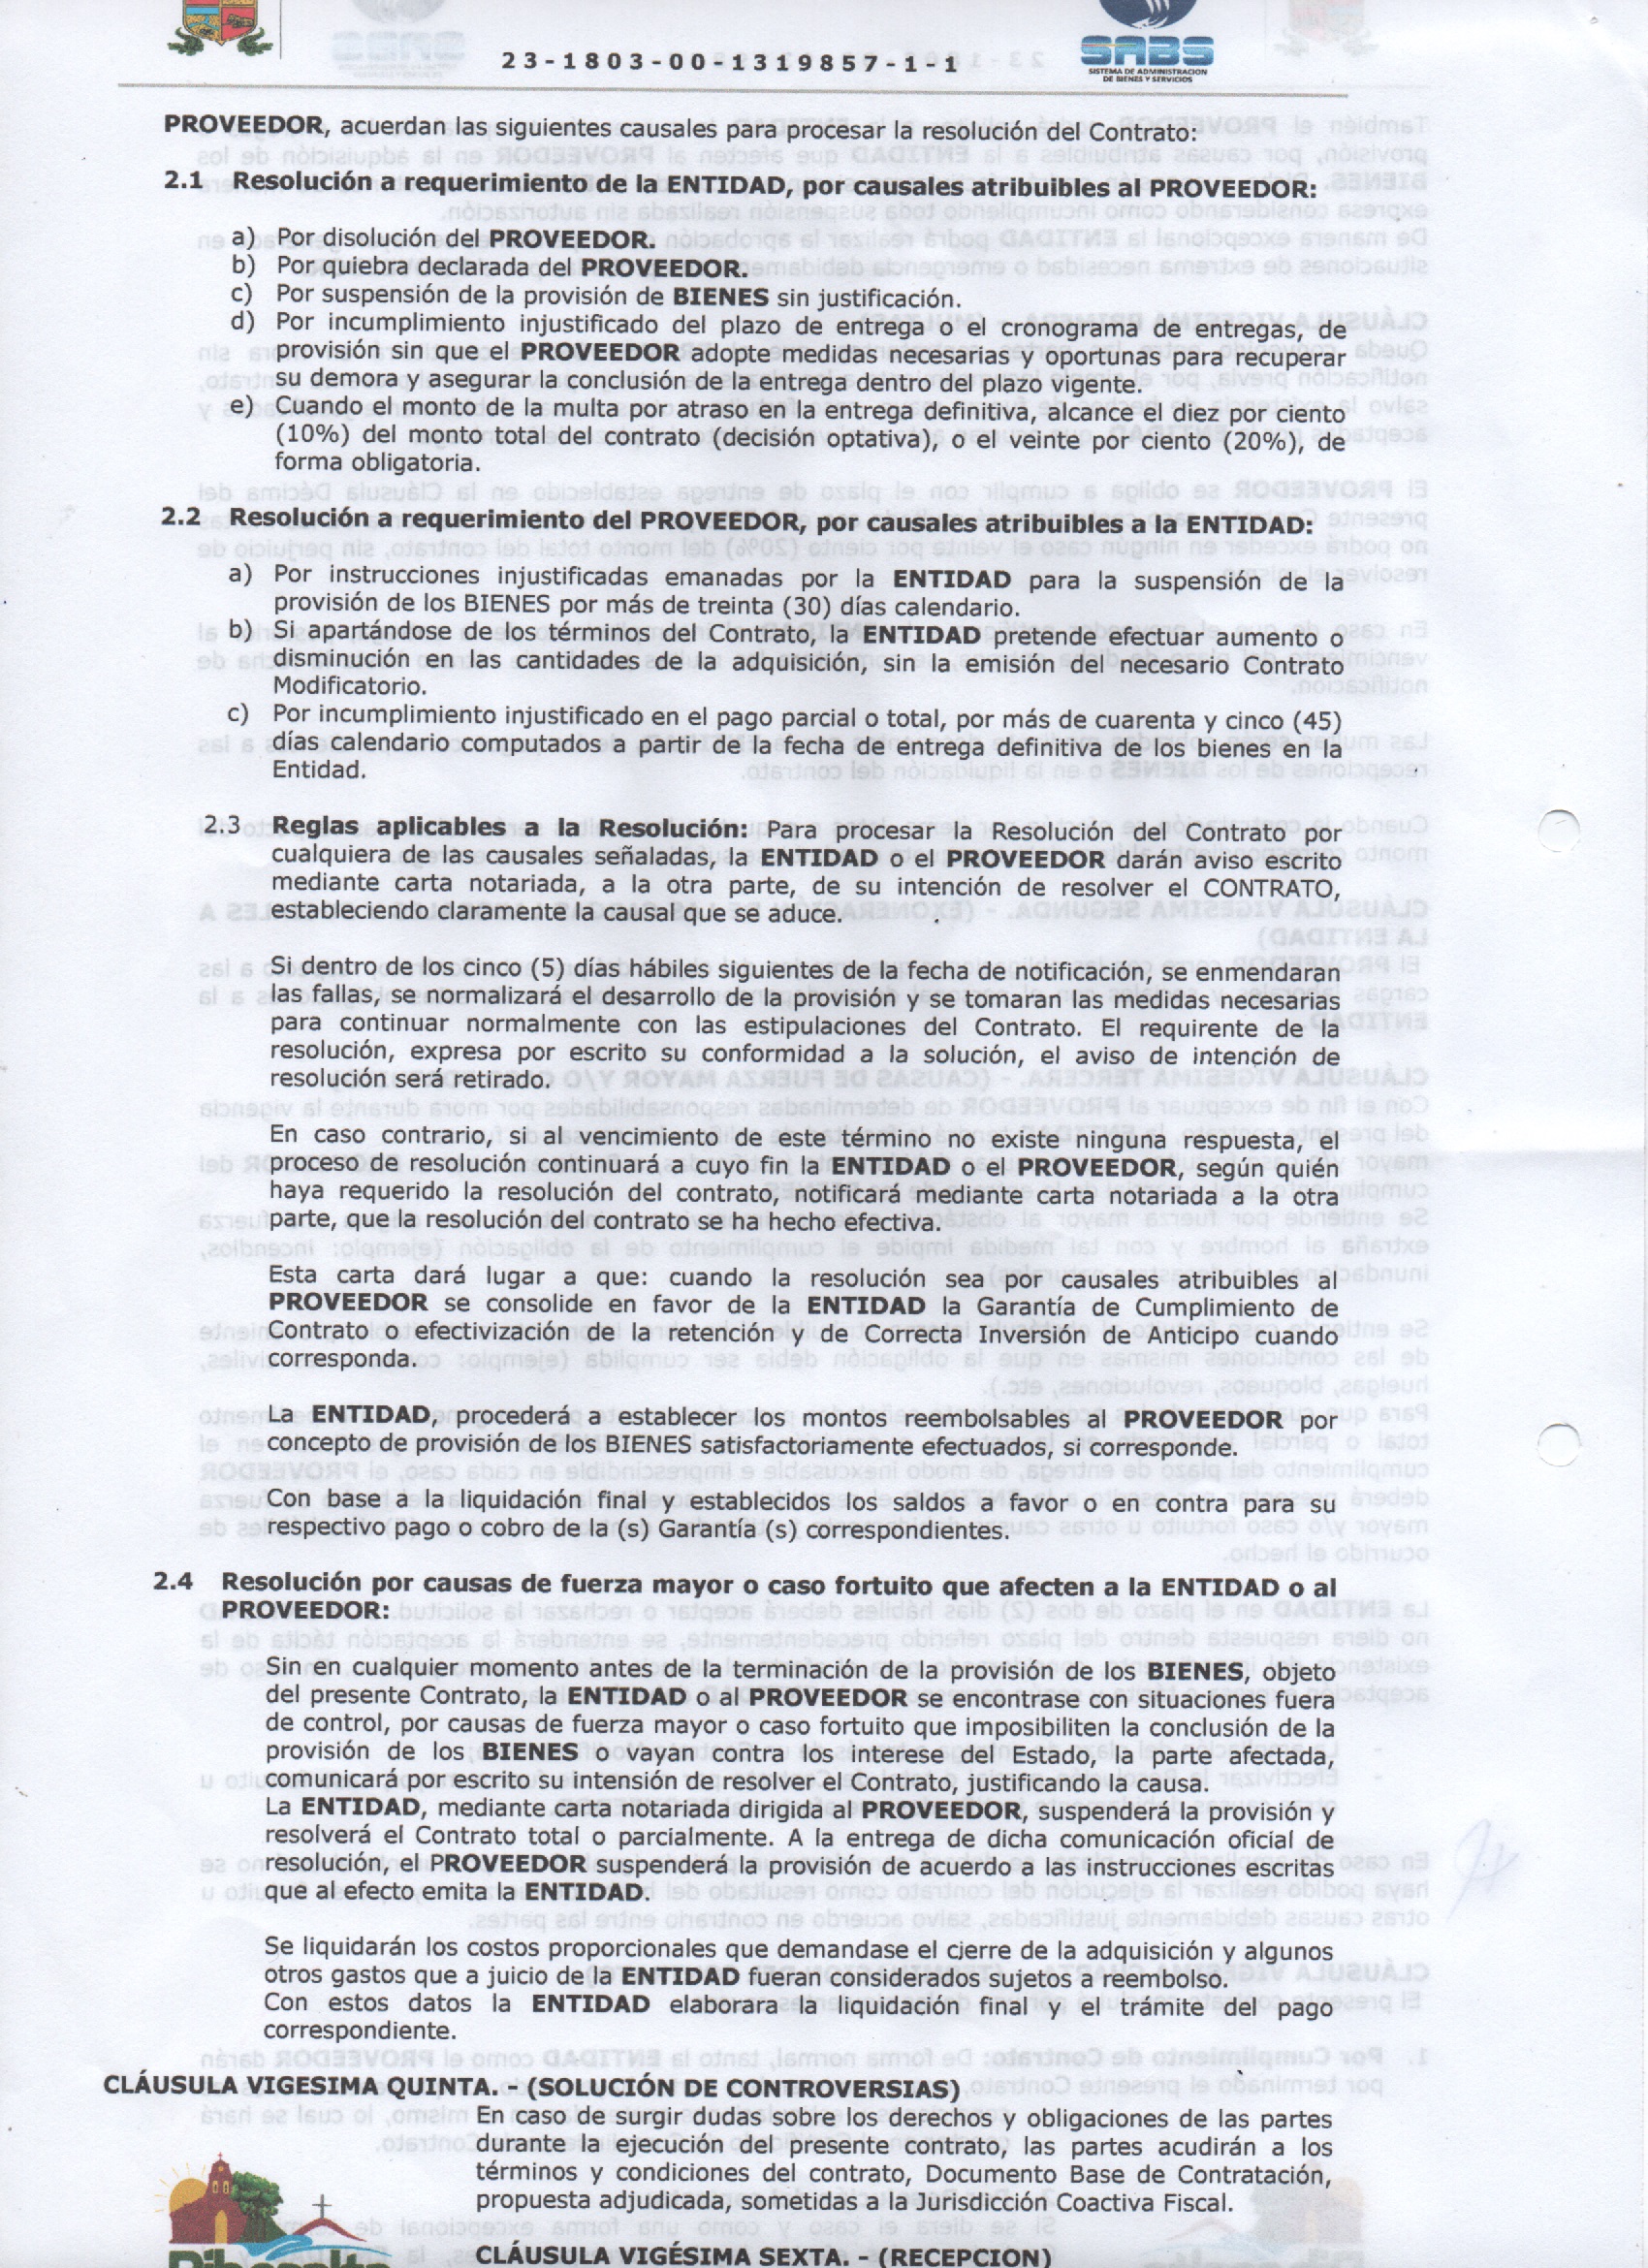 23-1803-00-1319857-1-1
SABS
SISTEMA DE ADMINISTRACION
DE BIENES Y SERVICIOS
PROVEEDOR, acuerdan las siguientes causales para procesar la resolución del Contrato:
2.1 Resolución a requerimiento de la ENTIDAD, por causales atribuibles al PROVEEDOR:
a) Por disolución del PROVEEDOR.
b) Por quiebra declarada del PROVEEDOR.
c) Por suspensión de la provisión de BIENES sin justificación.
d) Por incumplimiento injustificado del plazo de entrega o el cronograma de entregas, de
provisión sin que el PROVEEDOR adopte medidas necesarias y oportunas para recuperar
su demora y asegurar la conclusión de la entrega dentro del plazo vigente.
e) Cuando el monto de la multa por atraso en la entrega definitiva, alcance el diez por ciento
(10%) del monto total del contrato (decisión optativa), o el veinte por ciento (20%), de
forma obligatoria.
2.2 Resolución a requerimiento del PROVEEDOR, por causales atribuibles a la ENTIDAD:
a) Por instrucciones injustificadas emanadas por la ENTIDAD para la suspensión de la
provisión de los BIENES por más de treinta (30) días calendario.
b) Si apartándose de los términos del Contrato, la ENTIDAD pretende efectuar aumento o
disminución en las cantidades de la adquisición, sin la emisión del necesario Contrato
Modificatorio.
c) Por incumplimiento injustificado en el pago parcial o total, por más de cuarenta y cinco (45)
días calendario computados a partir de la fecha de entrega definitiva de los bienes en la
Entidad.
2.3 Reglas aplicables a la Resolución: Para procesar la Resolución del Contrato por
cualquiera de las causales señaladas, la ENTIDAD o el PROVEEDOR darán aviso escrito
mediante carta notariada, a la otra parte, de su intención de resolver el CONTRATO,
estableciendo claramente la causal que se aduce.
Si dentro de los cinco (5) días hábiles siguientes de la fecha de notificación, se enmendaran
las fallas, se normalizará el desarrollo de la provisión y se tomaran las medidas necesarias
para continuar normalmente con las estipulaciones del Contrato. El requirente de la
resolución, expresa por escrito su conformidad a la solución, el aviso de intención de
resolución será retirado.
En caso contrario, si al vencimiento de este término no existe ninguna respuesta, el
proceso de resolución continuará a cuyo fin la ENTIDAD o el PROVEEDOR, según quién
haya requerido la resolución del contrato, notificará mediante carta notariada a la otra
parte, que la resolución del contrato se ha hecho efectiva.
Esta carta dará lugar a que: cuando la resolución sea por causales atribuibles al
PROVEEDOR se consolide en favor de la ENTIDAD la Garantía de Cumplimiento de
Contrato o efectivización de la retención y de Correcta Inversión de Anticipo cuando
corresponda.
La ENTIDAD, procederá a establecer los montos reembolsables al PROVEEDOR por
concepto de provisión de los BIENES satisfactoriamente efectuados, si corresponde.
Con base a la liquidación final y establecidos los saldos a favor o en contra para su
respectivo pago o cobro de la (s) Garantía (s) correspondientes.
2.4 Resolución por causas de fuerza mayor o caso fortuito que afecten a la ENTIDAD o al
PROVEEDOR:
Sin en cualquier momento antes de la terminación de la provisión de los BIENES, objeto
del presente Contrato, la ENTIDAD o al PROVEEDOR se encontrase con situaciones fuera
de control, por causas de fuerza mayor o caso fortuito que imposibiliten la conclusión de la
provisión de los BIENES o vayan contra los interese del Estado, la parte afectada,
comunicará por escrito su intensión de resolver el Contrato, justificando la causa.
La ENTIDAD, mediante carta notariada dirigida al PROVEEDOR, suspenderá la provisión y
resolverá el Contrato total o parcialmente. A la entrega de dicha comunicación oficial de
resolución, el PROVEEDOR suspenderá la provisión de acuerdo a las instrucciones escritas
que al efecto emita la ENTIDAD.
Se liquidarán los costos proporcionales que demandase el cierre de la adquisición y algunos
otros gastos que a juicio de la ENTIDAD fueran considerados sujetos a reembolso.
Con estos datos la ENTIDAD elaborara la liquidación final y el trámite del pago
correspondiente.
CLÁUSULA VIGESIMA QUINTA. - (SOLUCIÓN DE CONTROVERSIAS)
En caso de surgir dudas sobre los derechos y obligaciones de las partes
durante la ejecución del presente contrato, las partes acudirán a los
términos y condiciones del contrato, Documento Base de Contratación,
propuesta adjudicada, sometidas a la Jurisdicción Coactiva Fiscal.
CLÁUSULA VIGÉSIMA SEXTA. - (RECEPCION)